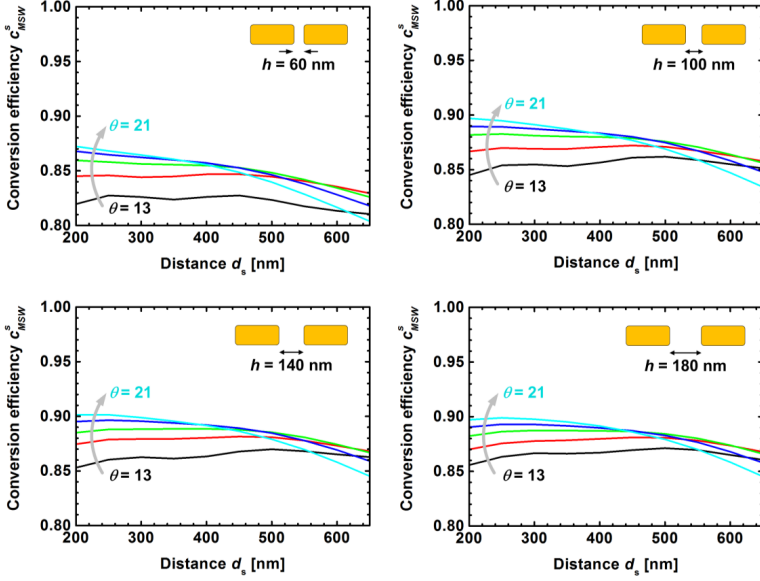 h = 60 nm
θ = 21
θ = 13
Conversion efficiency c^s_MSW
1.00
0.95
0.90
0.85
0.80
200 300 400 500 600
Distance d_s [nm]
h = 100 nm
θ = 21
θ = 13
Conversion efficiency c^s_MSW
1.00
0.95
0.90
0.85
0.80
200 300 400 500 600
Distance d_s [nm]
h = 140 nm
θ = 21
θ = 13
Conversion efficiency c^s_MSW
1.00
0.95
0.90
0.85
0.80
200 300 400 500 600
Distance d_s [nm]
h = 180 nm
θ = 21
θ = 13
Conversion efficiency c^s_MSW
1.00
0.95
0.90
0.85
0.80
200 300 400 500 600
Distance d_s [nm]